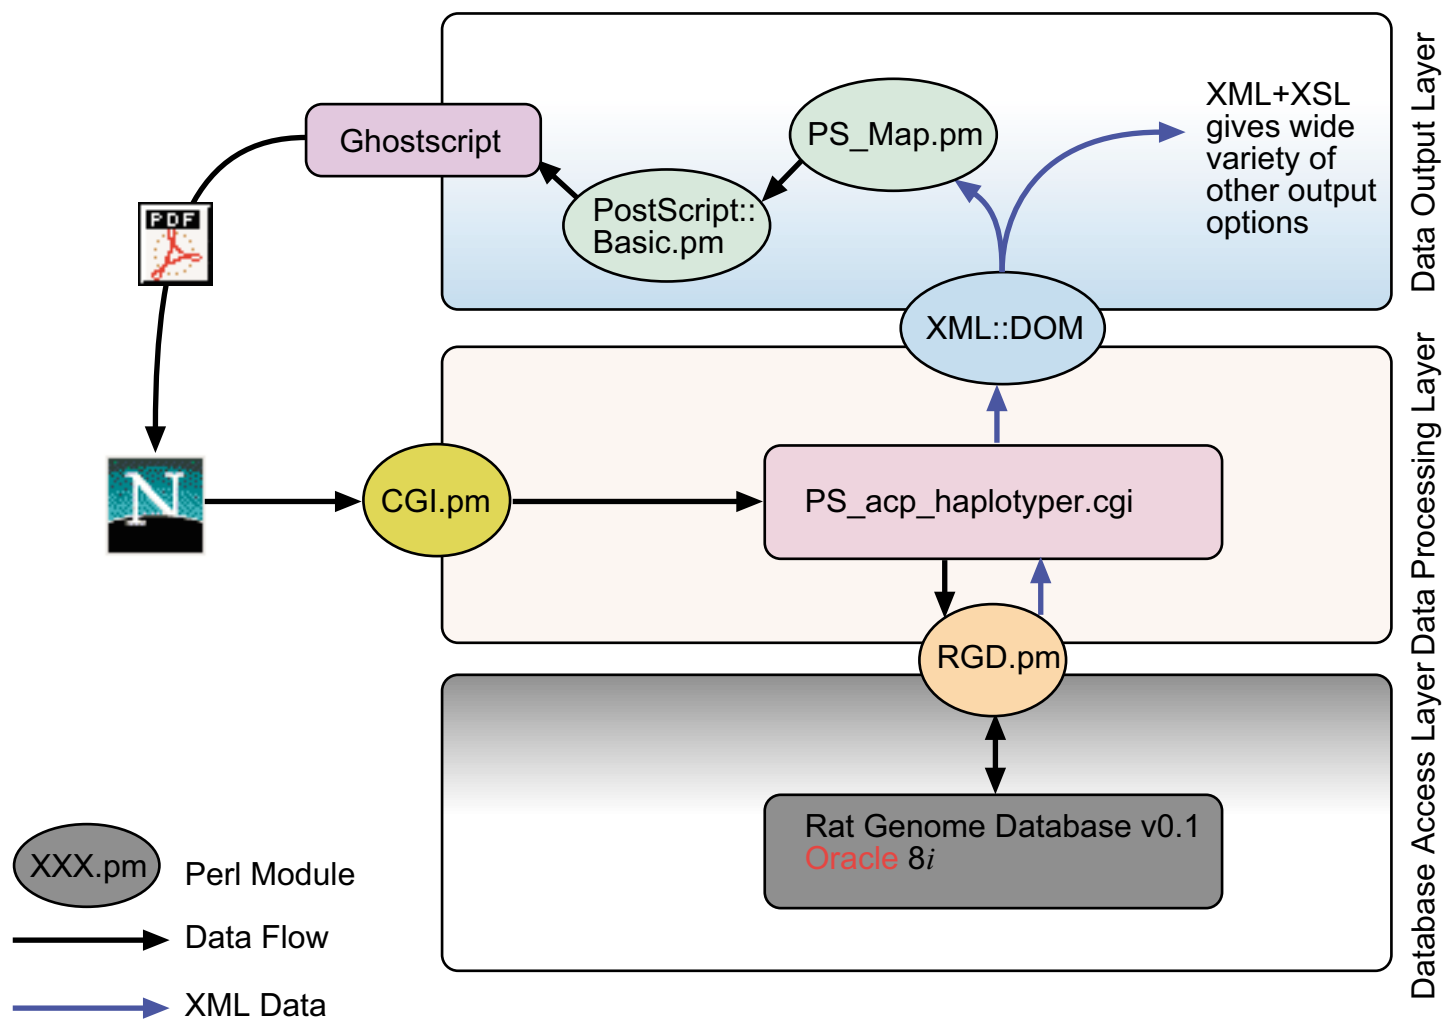 Ghostscript
PS_Map.pm
PostScript::
Basic.pm
XML+XSL
gives wide
variety of
other output
options
Data Output Layer
PDF
XML::DOM
N
CGI.pm
PS_acp_haplotyper.cgi
Data Processing Layer
RGD.pm
Rat Genome Database v0.1
Oracle 8i
Database Access Layer
XXX.pm
Perl Module
Data Flow
XML Data